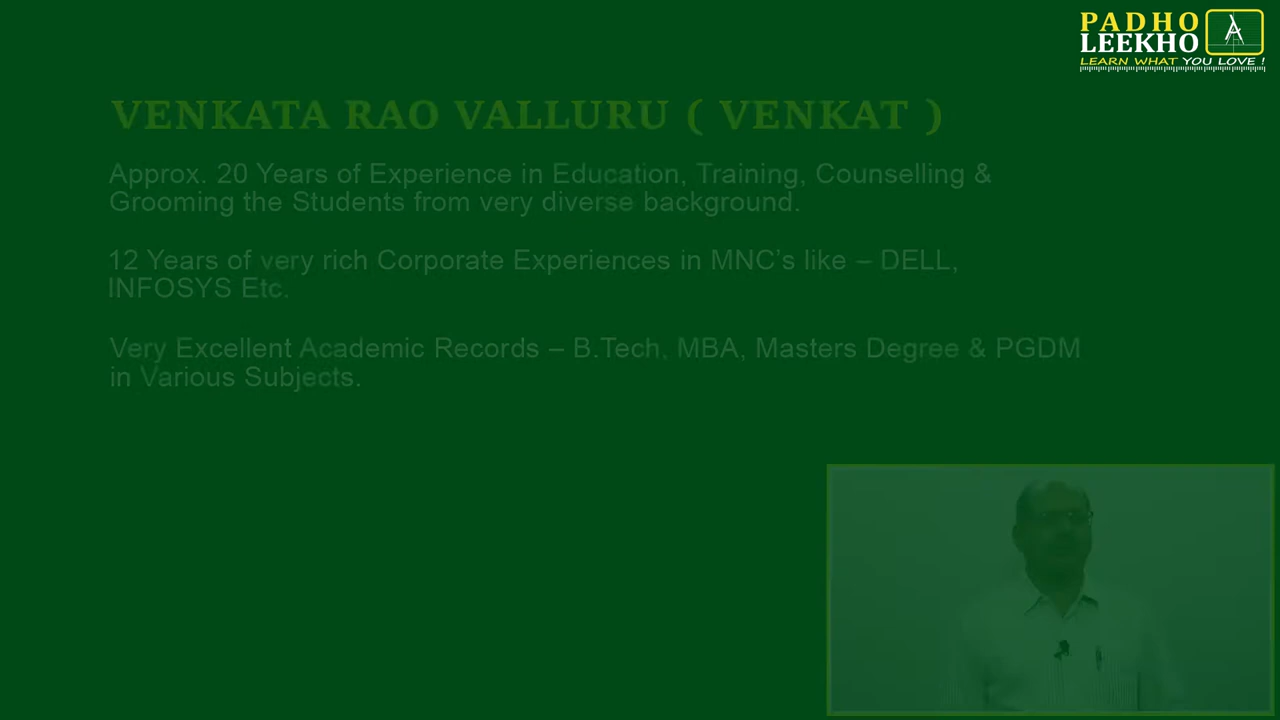 PADHO
LEEKHO
LEARN WHAT YOU LOVE !
VENKATA RAO VALLURU ( VENKAT )
Approx. 20 Years of Experience in Education, Training, Counselling &
Grooming the Students from very diverse background.
12 Years of very rich Corporate Experiences in MNC's like – DELL,
INFOSYS Etc.
Very Excellent Academic Records – B.Tech, MBA, Masters Degree & PGDM
in Various Subjects.